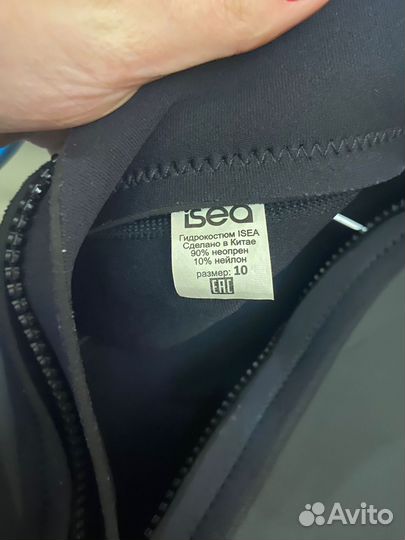 isea
Гидрокостюм ISEA
Сделано в Китае
90% неопрен
10% нейлон
размер: 10
EAC
Avito